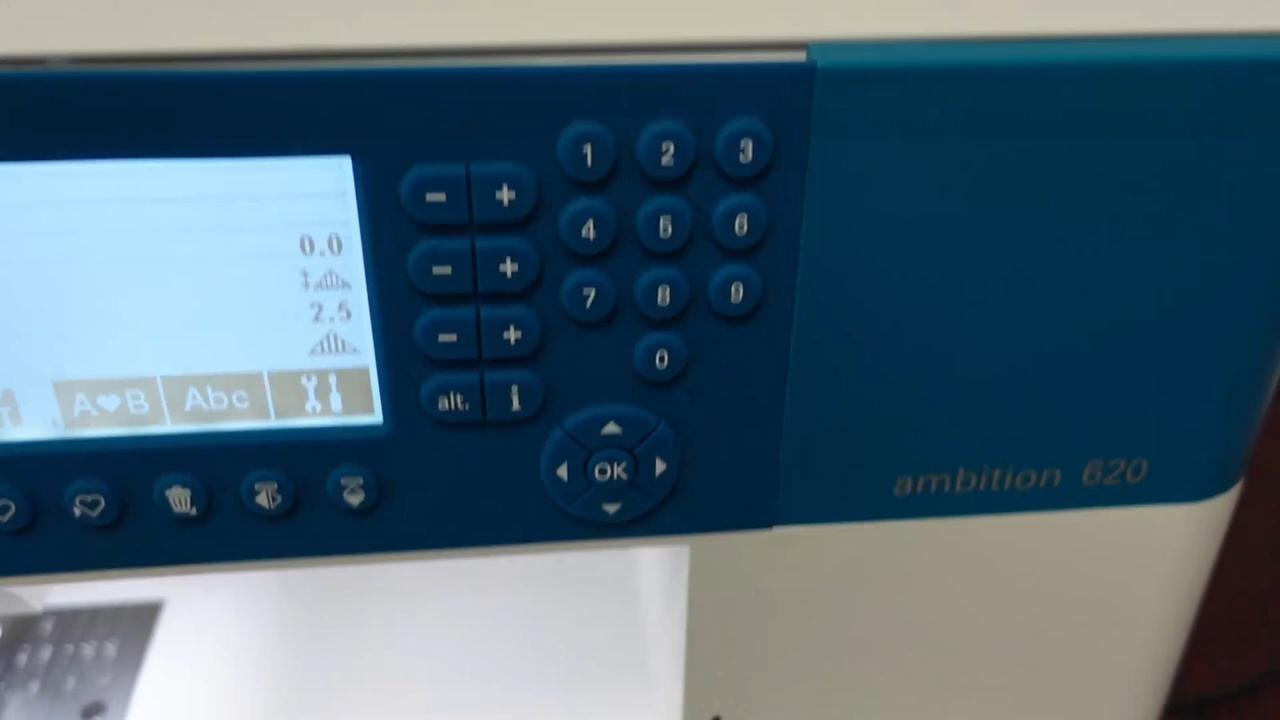 0.0
2.5
A♥B Abc
- +
- +
- +
alt. i
1 2 3
4 5 6
7 8 9
0
OK
ambition 620